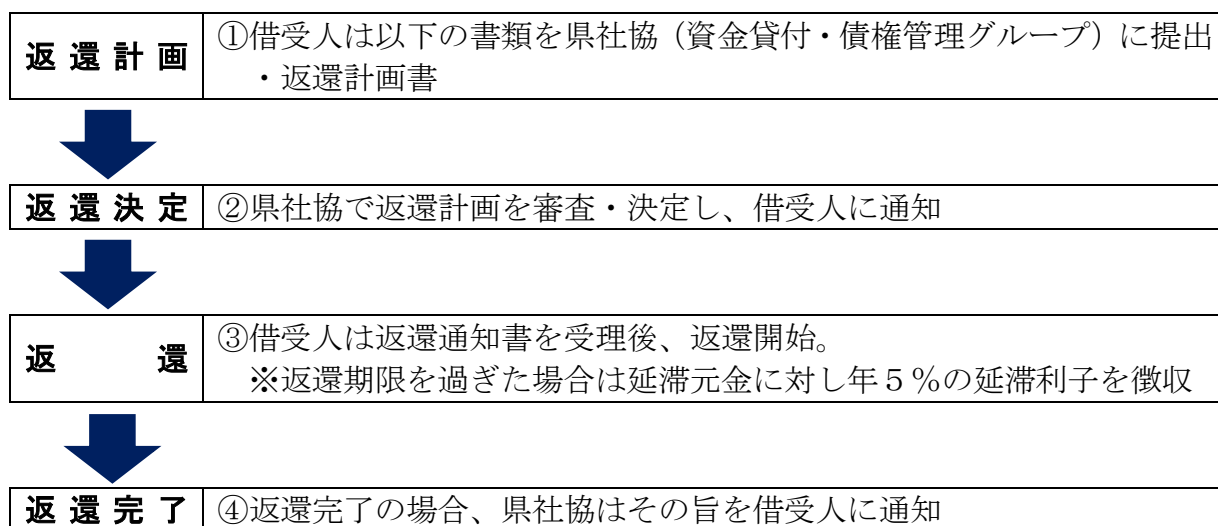 返還計画
①借受人は以下の書類を県社協（資金貸付・債権管理グループ）に提出
・返還計画書
返還決定
②県社協で返還計画を審査・決定し、借受人に通知
返還
③借受人は返還通知書を受理後、返還開始。
※返還期限を過ぎた場合は延滞元金に対し年５％の延滞利子を徴収
返還完了
④返還完了の場合、県社協はその旨を借受人に通知